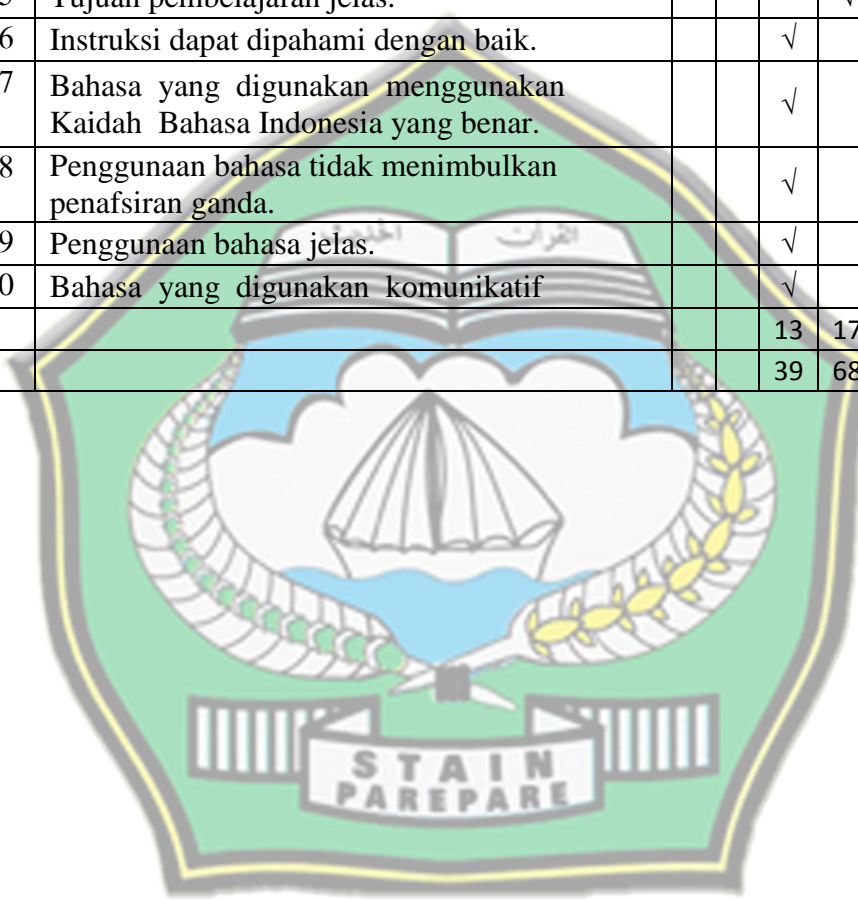 5 Tujuan pembelajaran jelas. √
6 Instruksi dapat dipahami dengan baik. √
7 Bahasa yang digunakan menggunakan
Kaidah Bahasa Indonesia yang benar. √
8 Penggunaan bahasa tidak menimbulkan
penafsiran ganda. √
9 Penggunaan bahasa jelas. √
0 Bahasa yang digunakan komunikatif √
13 17
39 68
القرآن
STAIN
PAREPARE